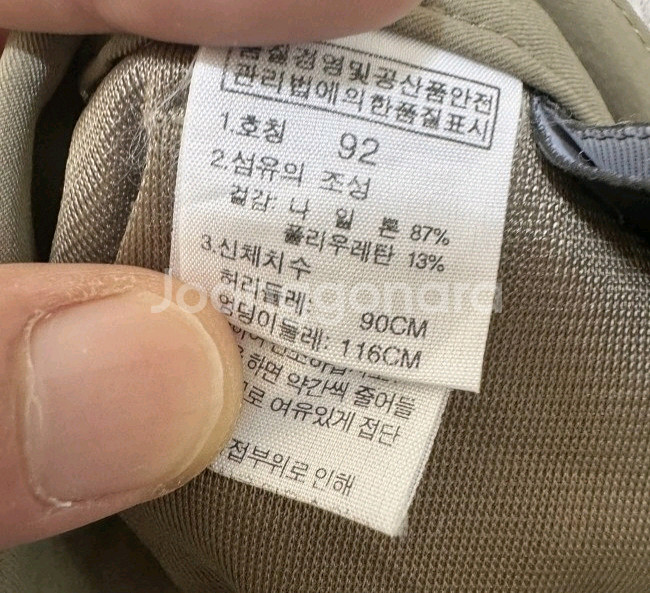 품질경영및공산품안전
관리법에의한품질표시
1.호칭 92
2.섬유의 조성
겉감: 나 일 론 87%
폴리우레탄 13%
3.신체치수
허리둘레: 90CM
엉덩이둘레: 116CM
하면 약간씩 줄어들
여유있게 접단
접부위로 인해
Joonggonara